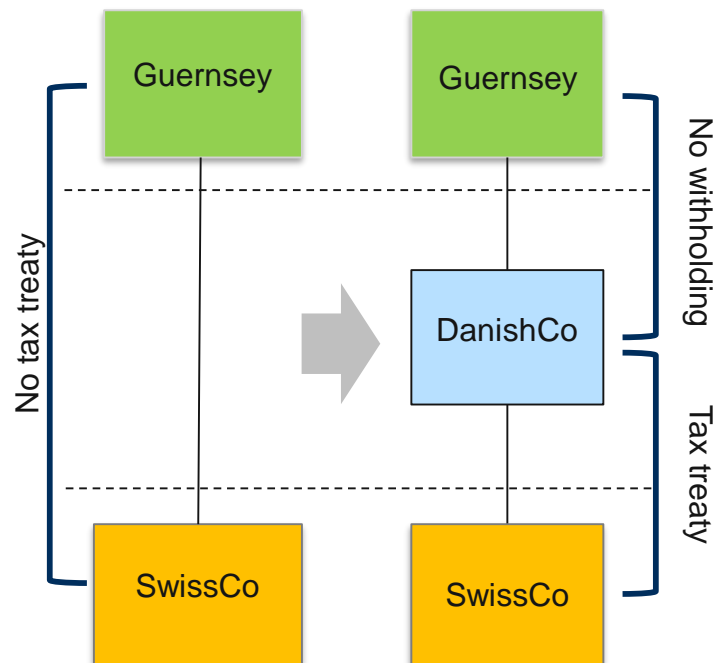 Guernsey
Guernsey
No tax treaty
No withholding
DanishCo
Tax treaty
SwissCo
SwissCo